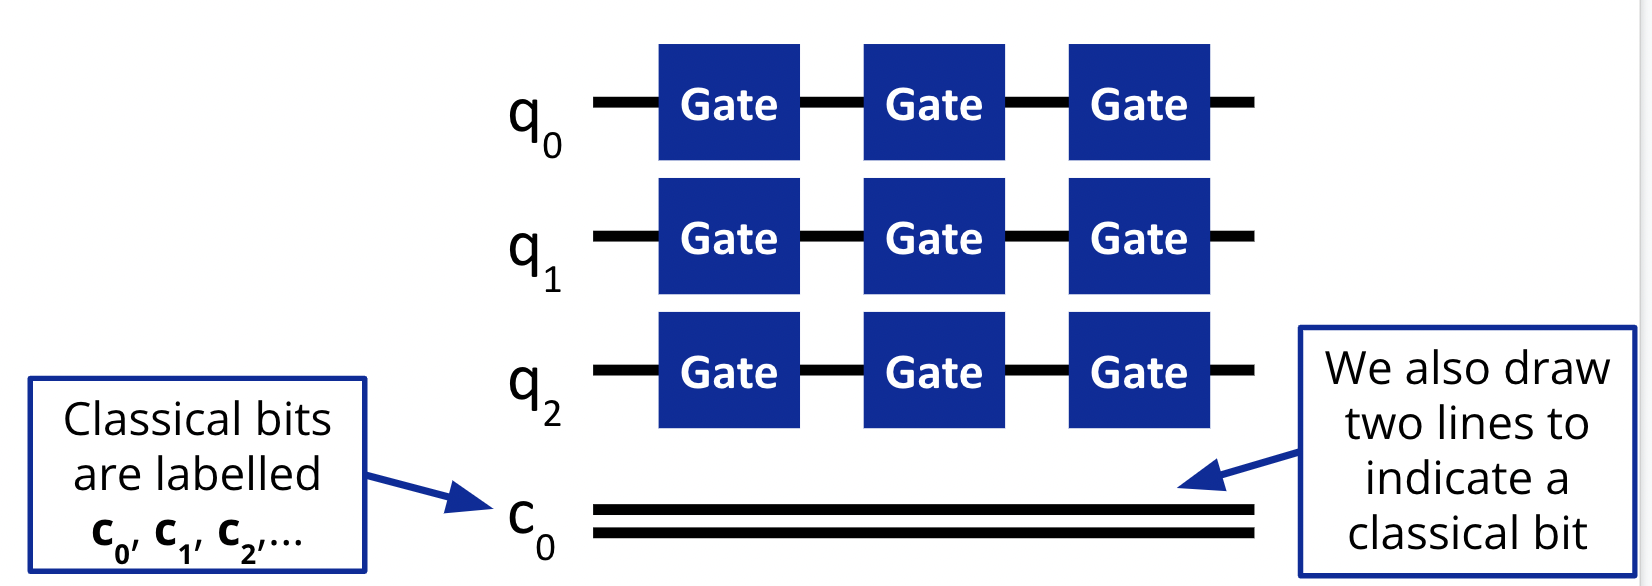 q0 Gate Gate Gate
q1 Gate Gate Gate
q2 Gate Gate Gate
c0
Classical bits
are labelled
c0, c1, c2,...
We also draw
two lines to
indicate a
classical bit